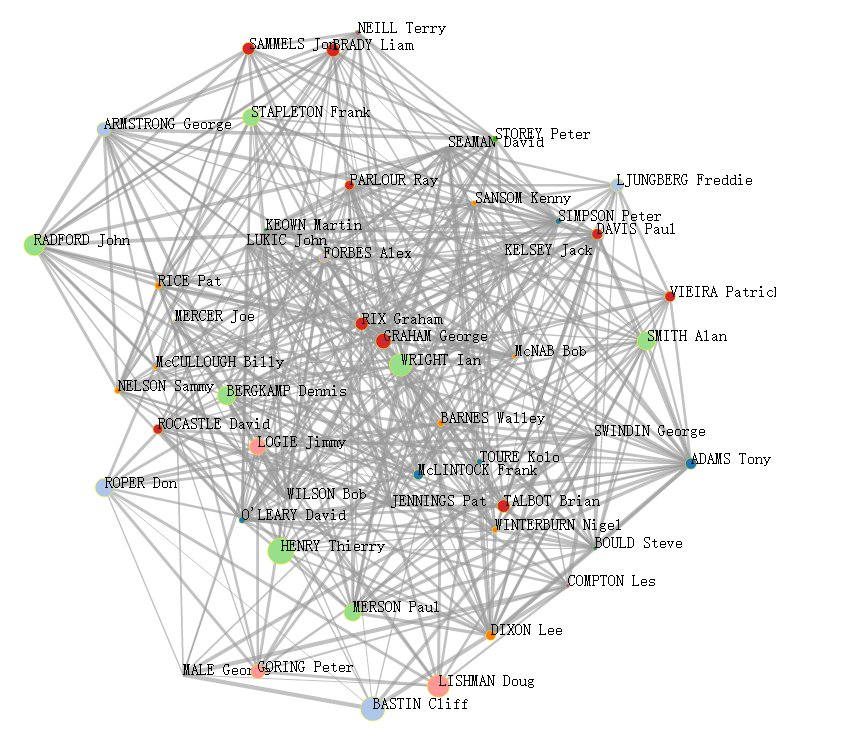 NEILL Terry
SAMMELS Jon
BRADY Liam
STAPLETON Frank
ARMSTRONG George
STOREY Peter
SEAMAN David
PARLOUR Ray
LJUNGBERG Freddie
SANSOM Kenny
SIMPSON Peter
KEOWN Martin
DAVIS Paul
RADFORD John
LUKIC John
KELSEY Jack
FORBES Alex
RICE Pat
VIEIRA Patrick
MERCER Joe
RIX Graham
GRAHAM George
SMITH Alan
McNAB Bob
WRIGHT Ian
McCULLOUGH Billy
NELSON Sammy
BERGKAMP Dennis
BARNES Walley
ROCASTLE David
SWINDIN George
LOGIE Jimmy
TOURE Kolo
ADAMS Tony
McLINTOCK Frank
ROPER Don
WILSON Bob
JENNINGS Pat
TALBOT Brian
O'LEARY David
WINTERBURN Nigel
HENRY Thierry
BOULD Steve
COMPTON Les
MERSON Paul
DIXON Lee
MALE George
GORING Peter
LISHMAN Doug
BASTIN Cliff